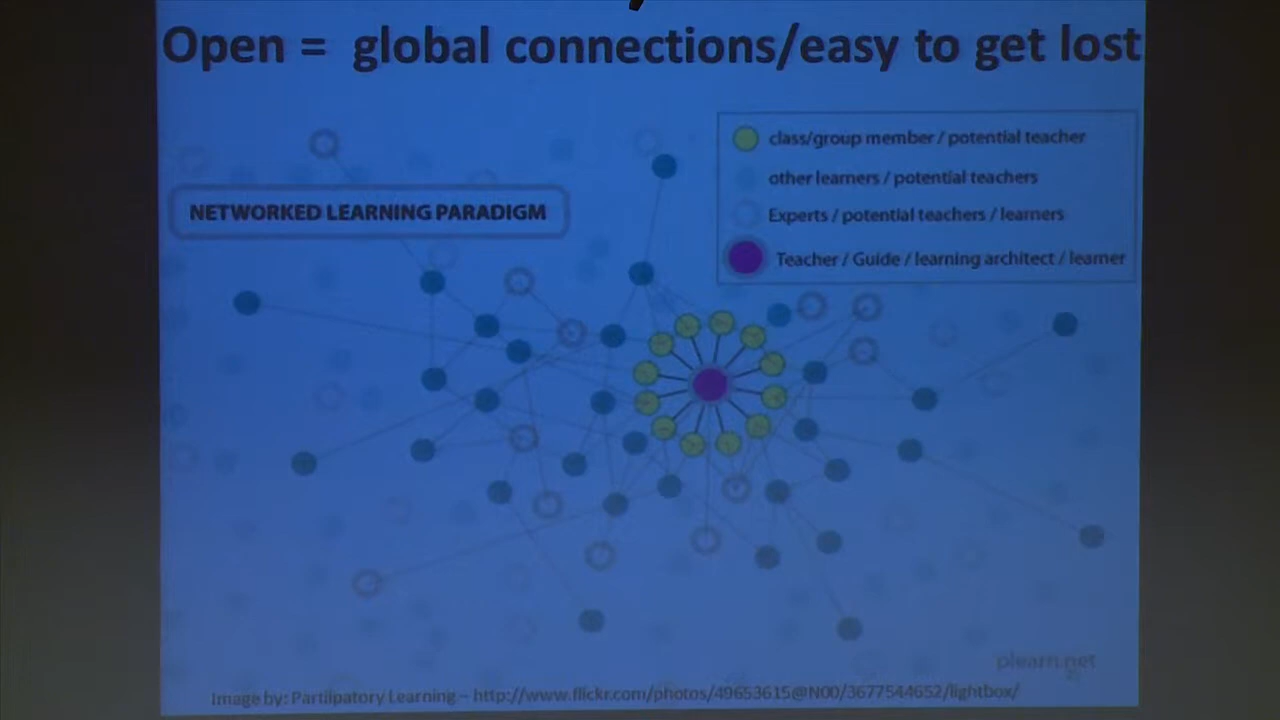 Open = global connections/easy to get lost
class/group member / potential teacher
other learners / potential teachers
NETWORKED LEARNING PARADIGM
Experts / potential teachers / learners
Teacher / Guide / learning architect / learner
plearn.net
Image by: Partiipatory Learning – http://www.flickr.com/photos/49653615@N00/3677544652/lightbox/